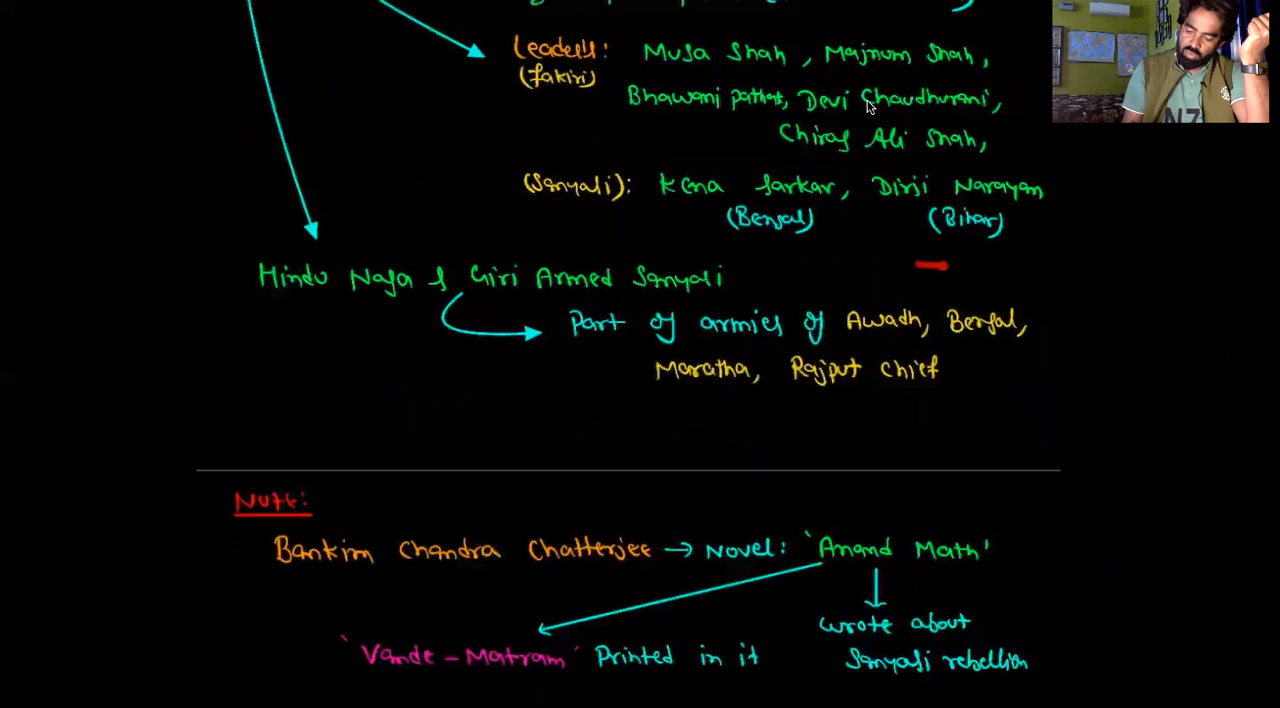 Leaders: Musa Shah, Majnum Shah,
(Fakiri) Bhawani pathak, Devi Chaudhurani,
Chirag Ali Shah,
(Sanyasi): Kena Sarkar, Dirji Narayan
(Bengal) (Bihar)
Hindu Naga & Giri Armed Sanyasi
Part of armies of Awadh, Bengal,
Maratha, Rajput chief
Note:
Bankim Chandra Chatterjee → Novel: 'Anand Math'
wrote about
'Vande-Matram' Printed in it Sanyasi rebellion